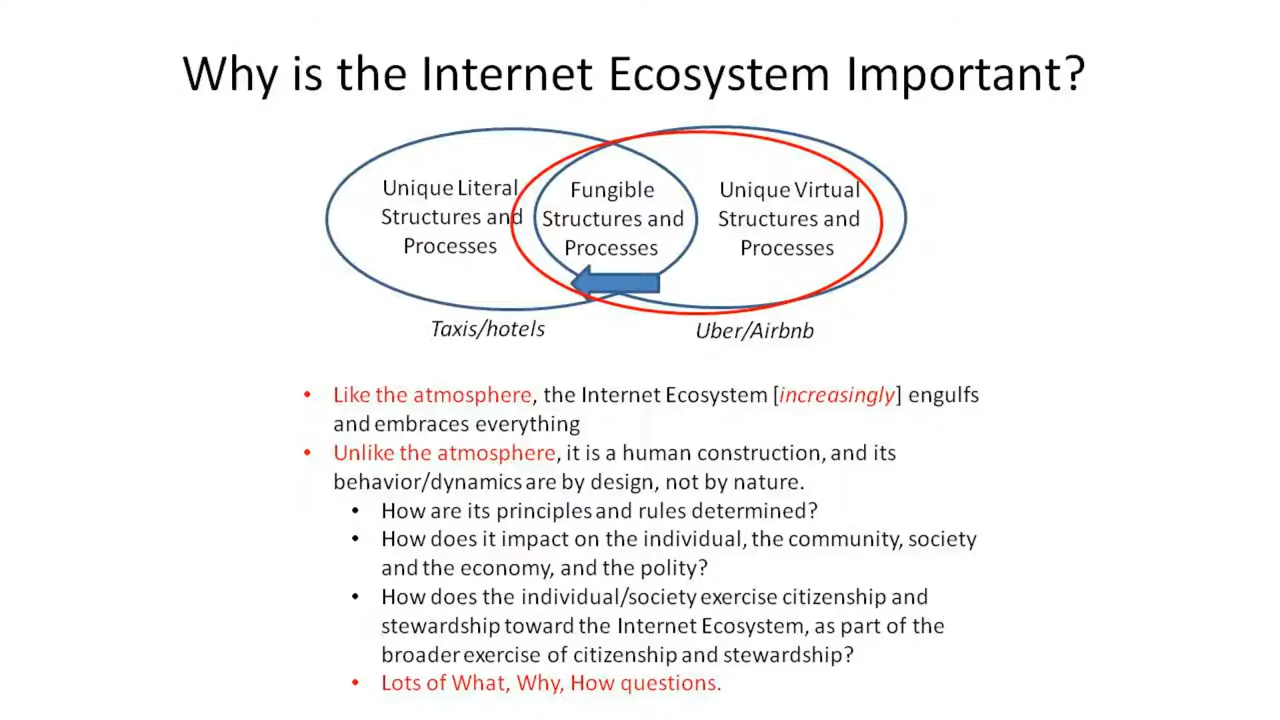 Why is the Internet Ecosystem Important?
Unique Literal
Structures and
Processes
Fungible
Structures and
Processes
Unique Virtual
Structures and
Processes
Taxis/hotels
Uber/Airbnb
• Like the atmosphere, the Internet Ecosystem [increasingly] engulfs
and embraces everything
• Unlike the atmosphere, it is a human construction, and its
behavior/dynamics are by design, not by nature.
• How are its principles and rules determined?
• How does it impact on the individual, the community, society
and the economy, and the polity?
• How does the individual/society exercise citizenship and
stewardship toward the Internet Ecosystem, as part of the
broader exercise of citizenship and stewardship?
• Lots of What, Why, How questions.